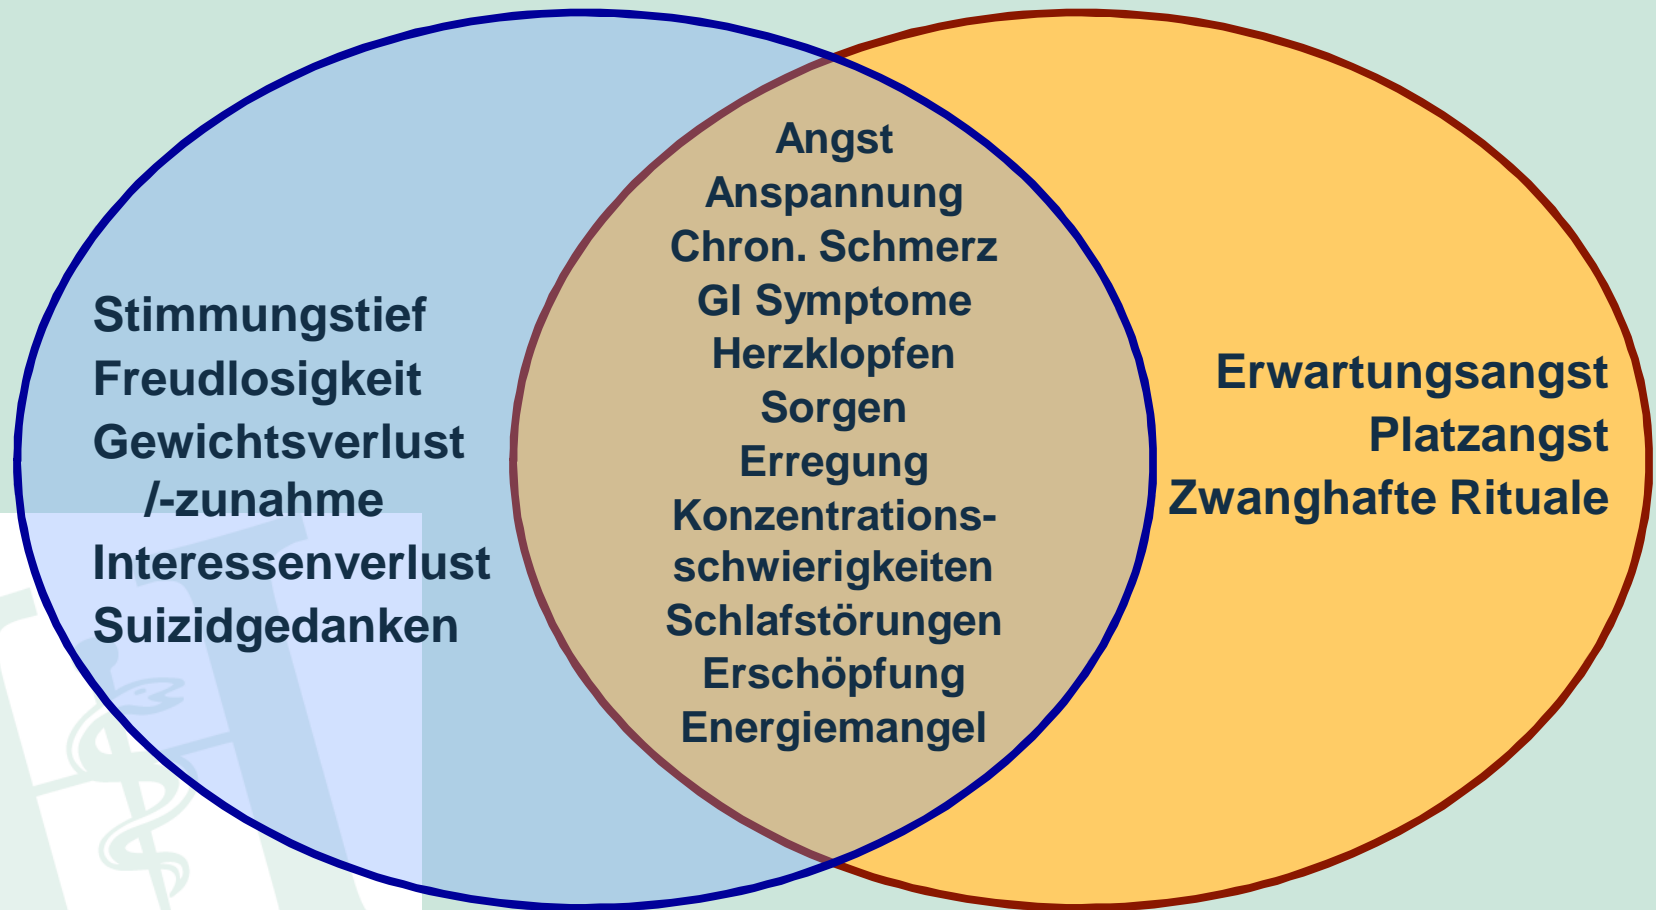 Stimmungstief
Freudlosigkeit
Gewichtsverlust
/-zunahme
Interessenverlust
Suizidgedanken
Angst
Anspannung
Chron. Schmerz
GI Symptome
Herzklopfen
Sorgen
Erregung
Konzentrations-
schwierigkeiten
Schlafstörungen
Erschöpfung
Energiemangel
Erwartungsangst
Platzangst
Zwanghafte Rituale